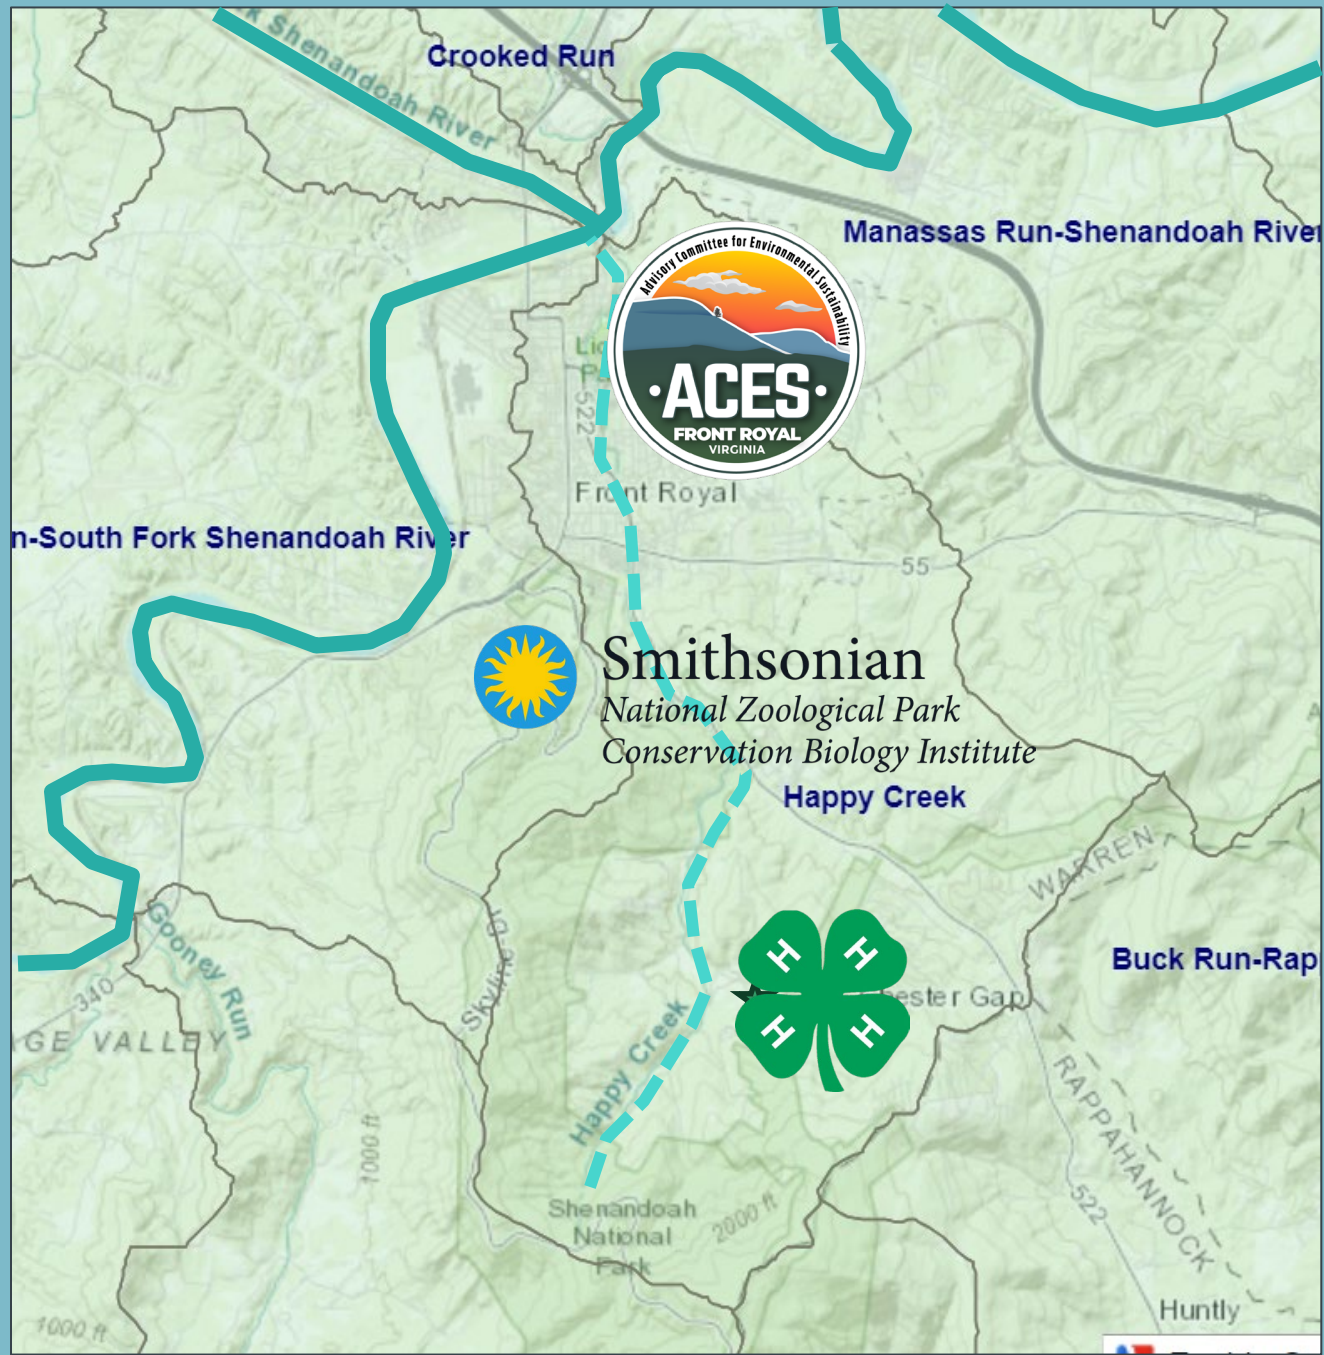 Shenandoah River
Crooked Run
Manassas Run-Shenandoah River
Advisory Committee for Environmental Sustainability
·ACES·
FRONT ROYAL
VIRGINIA
522
Front Royal
n-South Fork Shenandoah River
55
Smithsonian
National Zoological Park
Conservation Biology Institute
Happy Creek
WARREN
Gooney Run
Skyline
340
AGE VALLEY
Buck Run-Rap
H H
H H
ester Gap
Happy Creek
RAPPAHANNOCK
1000 ft
522
Shenandoah
National
Park
2000 ft
Huntly
1000 ft